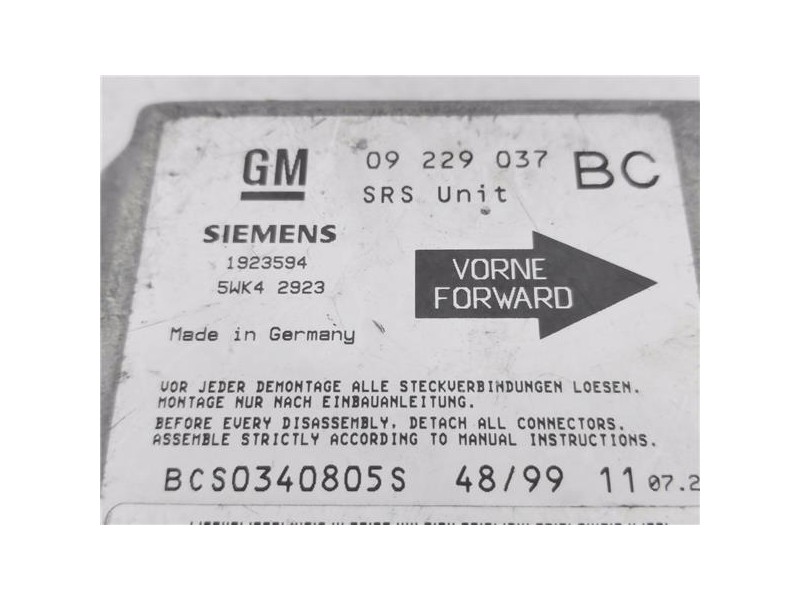 GM 09 229 037 BC
SRS Unit
SIEMENS
1923594
5WK4 2923
VORNE
FORWARD
Made in Germany
VOR JEDER DEMONTAGE ALLE STECKVERBINDUNGEN LOESEN.
MONTAGE NUR NACH EINBAUANLEITUNG.
BEFORE EVERY DISASSEMBLY, DETACH ALL CONNECTORS.
ASSEMBLE STRICTLY ACCORDING TO MANUAL INSTRUCTIONS.
BCS0340805S 48/99 11 07.2